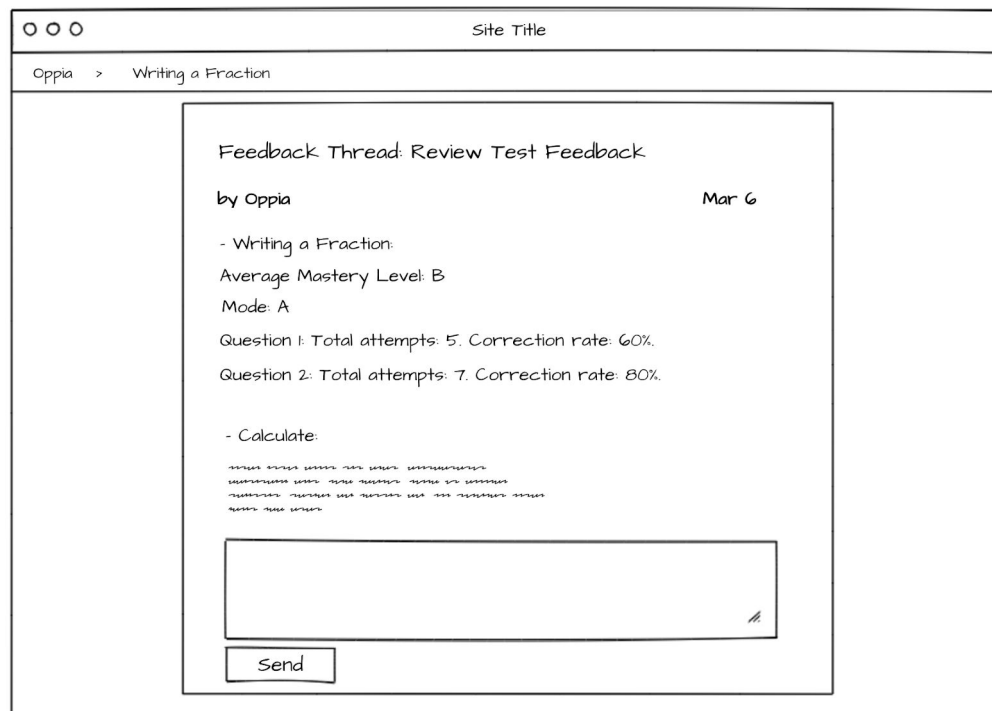 Site Title
Oppia > Writing a Fraction
Feedback Thread: Review Test Feedback
by Oppia Mar 6
- Writing a Fraction:
Average Mastery Level: B
Mode: A
Question 1: Total attempts: 5. Correction rate: 60%.
Question 2: Total attempts: 7. Correction rate: 80%.
- Calculate:
Send